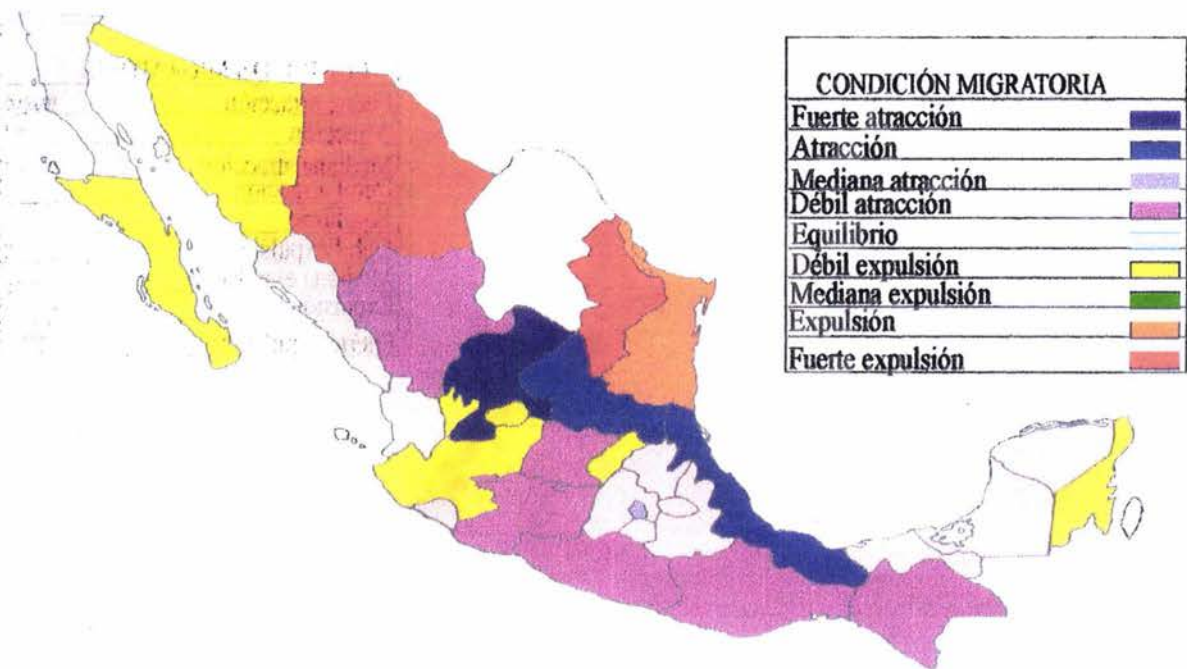 CONDICIÓN MIGRATORIA
Fuerte atracción
Atracción
Mediana atracción
Débil atracción
Equilibrio
Débil expulsión
Mediana expulsión
Expulsión
Fuerte expulsión